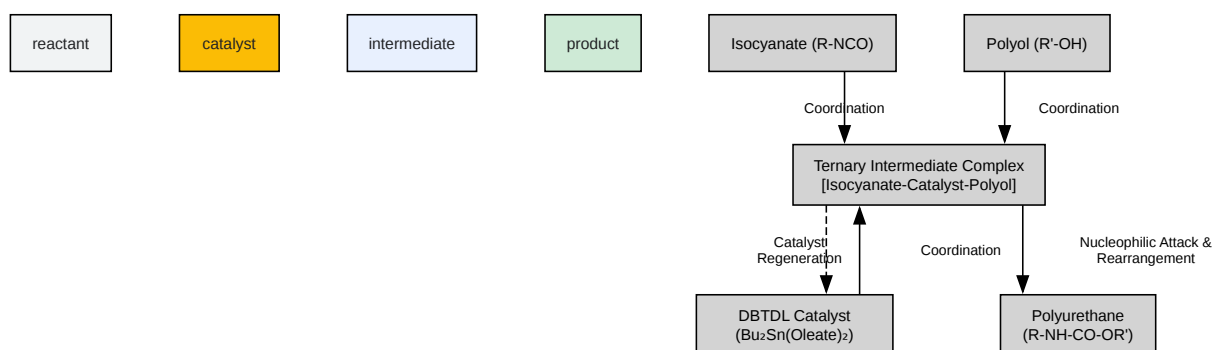 reactant
catalyst
intermediate
product
Isocyanate (R-NCO)
Polyol (R'-OH)
Coordination
Coordination
Ternary Intermediate Complex
[Isocyanate-Catalyst-Polyol]
Catalyst
Regeneration
Coordination
Nucleophilic Attack &
Rearrangement
DBTDL Catalyst
(Bu₂Sn(Oleate)₂)
Polyurethane
(R-NH-CO-OR')